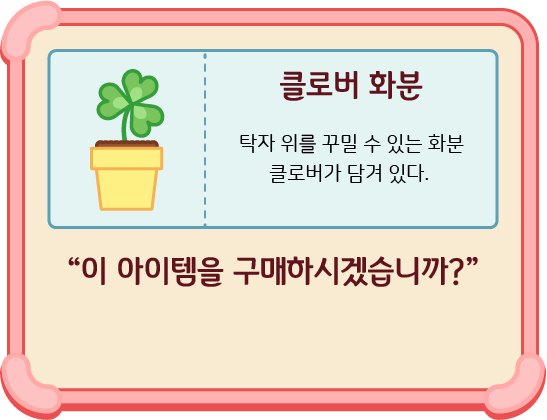 클로버 화분
탁자 위를 꾸밀 수 있는 화분
클로버가 담겨 있다.
“이 아이템을 구매하시겠습니까?”